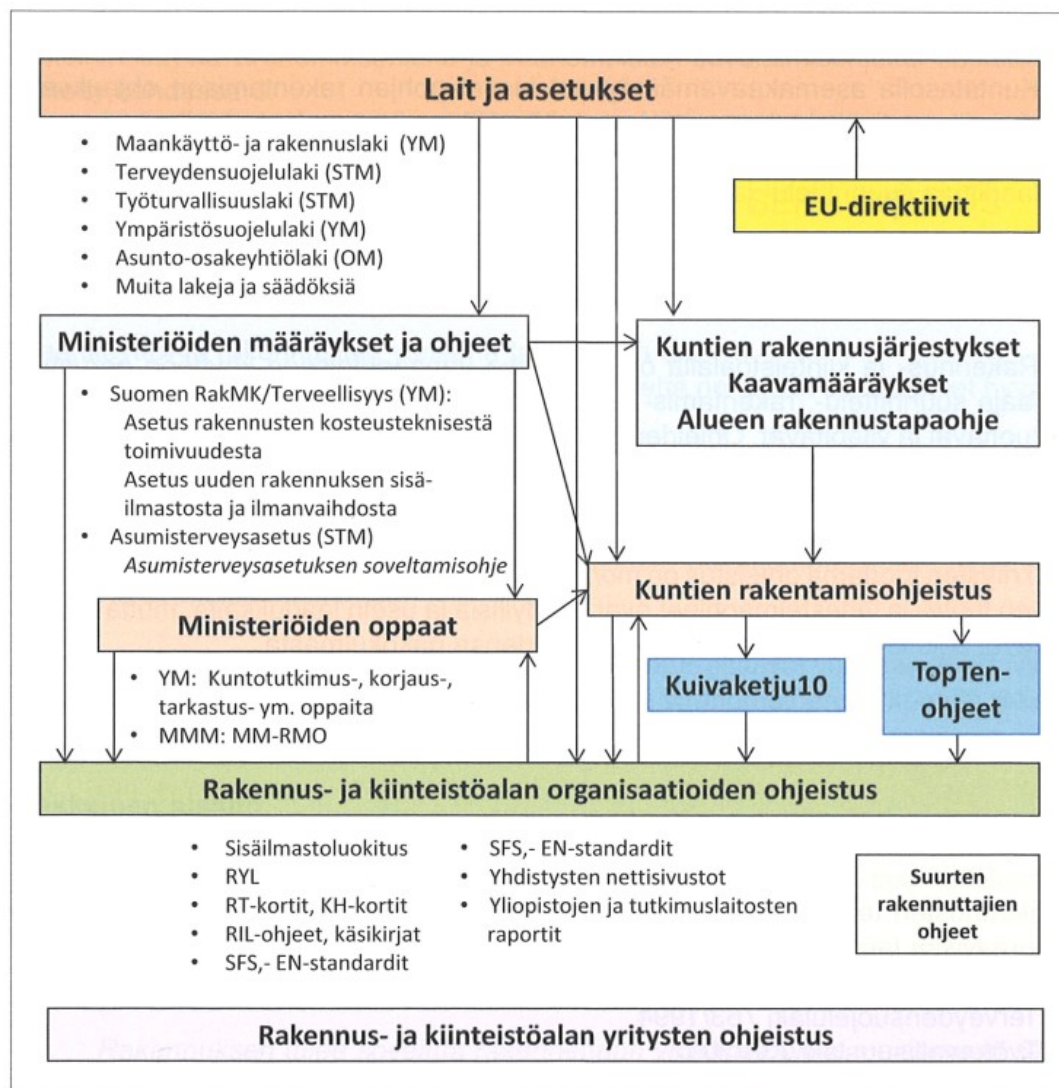 Lait ja asetukset
• Maankäyttö- ja rakennuslaki (YM)
• Terveydensuojelulaki (STM)
• Työturvallisuuslaki (STM)
• Ympäristösuojelulaki (YM)
• Asunto-osakeyhtiölaki (OM)
• Muita lakeja ja säädöksiä
EU-direktiivit
Ministeriöiden määräykset ja ohjeet
• Suomen RakMK/Terveellisyys (YM):
Asetus rakennusten kosteusteknisestä
toimivuudesta
Asetus uuden rakennuksen sisä-
ilmastosta ja ilmanvaihdosta
• Asumisterveysasetus (STM)
Asumisterveysasetuksen soveltamisohje
Kuntien rakennusjärjestykset
Kaavamääräykset
Alueen rakennustapaohje
Kuntien rakentamisohjeistus
Ministeriöiden oppaat
• YM: Kuntotutkimus-, korjaus-,
tarkastus- ym. oppaita
• MMM: MM-RMO
Kuivaketju10
TopTen-
ohjeet
Rakennus- ja kiinteistöalan organisaatioiden ohjeistus
• Sisäilmastoluokitus
• RYL
• RT-kortit, KH-kortit
• RIL-ohjeet, käsikirjat
• SFS,- EN-standardit
• SFS,- EN-standardit
• Yhdistysten nettisivustot
• Yliopistojen ja tutkimuslaitosten
raportit
Suurten
rakennuttajien
ohjeet
Rakennus- ja kiinteistöalan yritysten ohjeistus